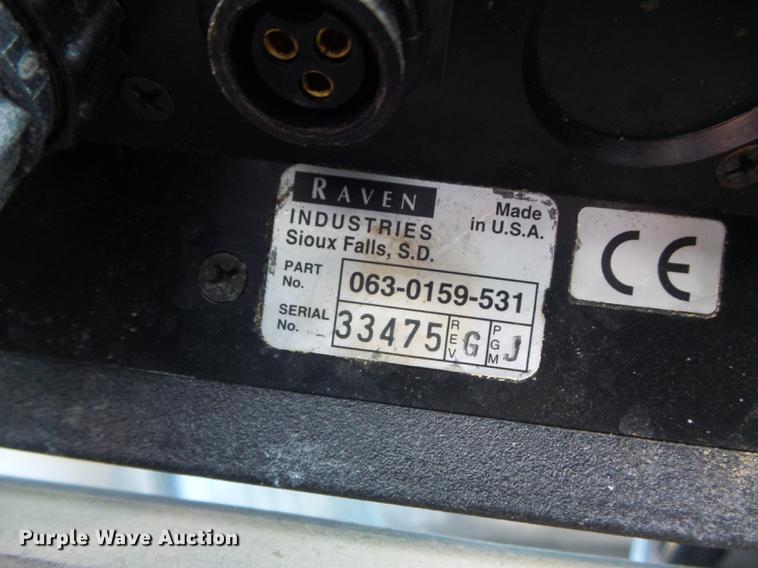 RAVEN
INDUSTRIES
Sioux Falls, S.D.
Made
in U.S.A.
PART
No.
063-0159-531
SERIAL
No.
33475
REV
G
PGM
J
CE
Purple Wave Auction